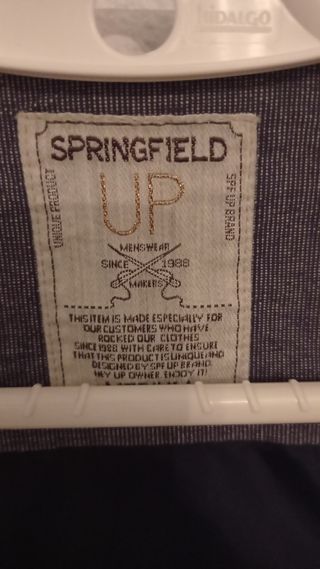 HIDALGO
SPRINGFIELD
UP
UNIQUE PRODUCT
SPF UP BRAND
MENSWEAR
SINCE 1988
MAKERS
THIS ITEM IS MADE ESPECIALLY FOR
OUR CUSTOMERS WHO HAVE
ROCKED OUR CLOTHES
SINCE 1988 WITH CARE TO ENSURE
THAT THIS PRODUCT IS UNIQUE AND
DESIGNED BY SPF UP BRAND.
HEY UP OWNER, ENJOY IT!